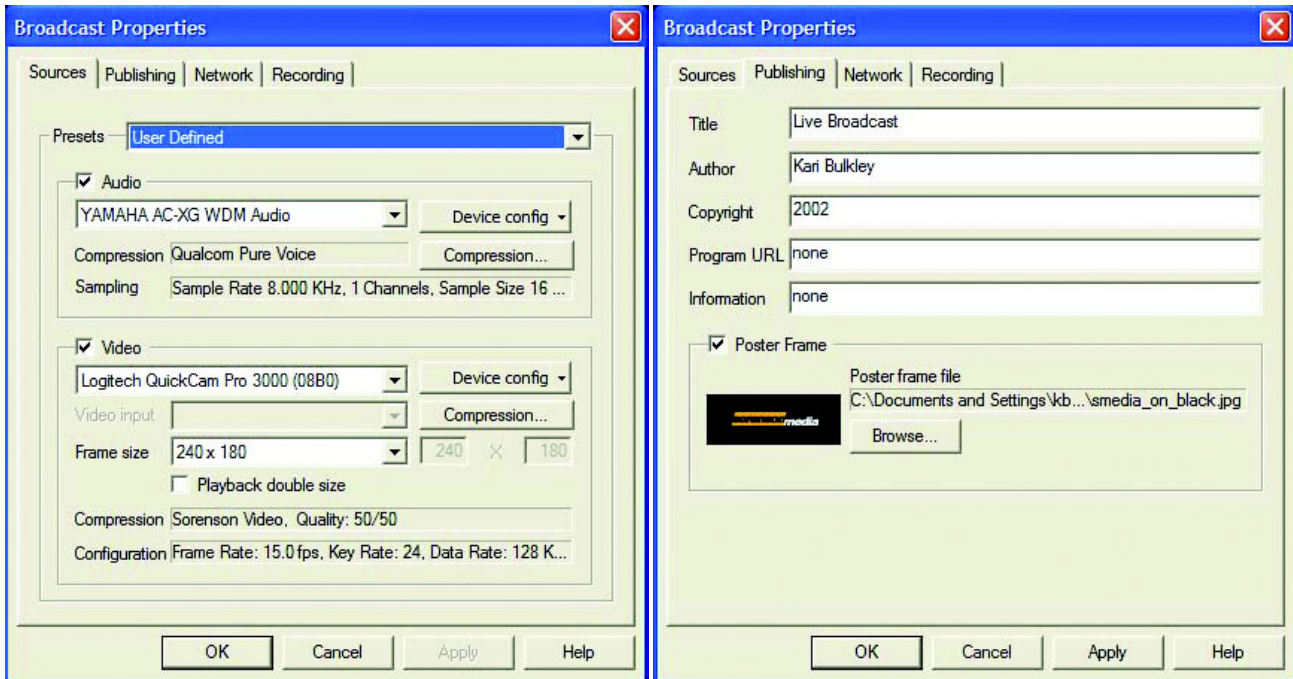 Broadcast Properties
Sources Publishing Network Recording
Presets User Defined
Audio
YAMAHA AC-XG WDM Audio Device config
Compression Qualcom Pure Voice Compression...
Sampling Sample Rate 8.000 KHz, 1 Channels, Sample Size 16 ...
Video
Logitech QuickCam Pro 3000 (08B0) Device config
Video input Compression...
Frame size 240 x 180 240 X 180
Playback double size
Compression Sorenson Video, Quality: 50/50
Configuration Frame Rate: 15.0 fps, Key Rate: 24, Data Rate: 128 K...
OK Cancel Apply Help
Broadcast Properties
Sources Publishing Network Recording
Title Live Broadcast
Author Kari Bulkley
Copyright 2002
Program URL none
Information none
Poster Frame
Poster frame file
C:\Documents and Settings\kb...\smedia_on_black.jpg
media
Browse...
OK Cancel Apply Help